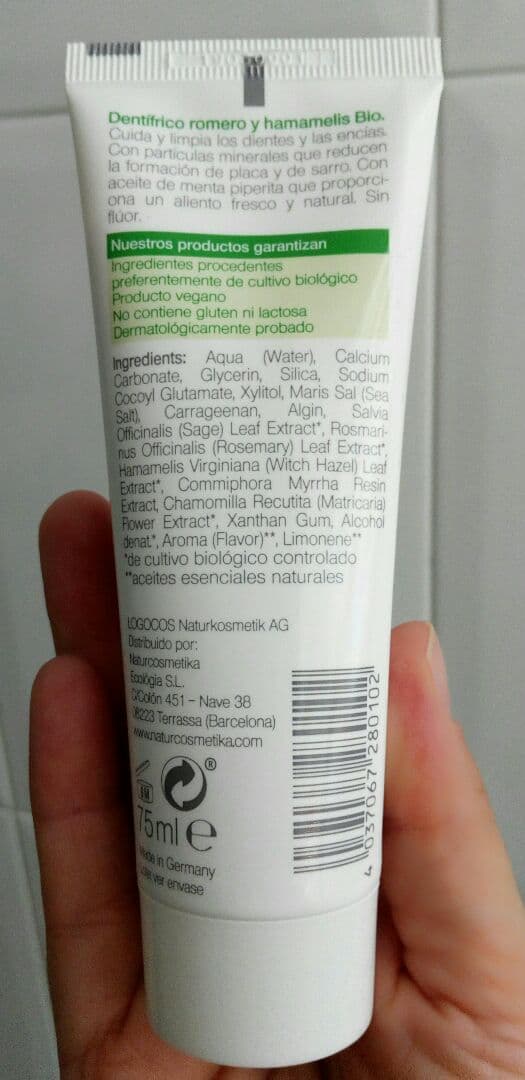 Dentífrico romero y hamamelis Bio.
Cuida y limpia los dientes y las encías.
Con partículas minerales que reducen
la formación de placa y de sarro. Con
aceite de menta piperita que proporci-
ona un aliento fresco y natural. Sin
flúor.
Nuestros productos garantizan
Ingredientes procedentes
preferentemente de cultivo biológico
Producto vegano
No contiene gluten ni lactosa
Dermatológicamente probado
Ingredients: Aqua (Water), Calcium
Carbonate, Glycerin, Silica, Sodium
Cocoyl Glutamate, Xylitol, Maris Sal (Sea
Salt), Carrageenan, Algin, Salvia
Officinalis (Sage) Leaf Extract*, Rosmari-
nus Officinalis (Rosemary) Leaf Extract*,
Hamamelis Virginiana (Witch Hazel) Leaf
Extract*, Commiphora Myrrha Resin
Extract, Chamomilla Recutita (Matricaria)
Flower Extract*, Xanthan Gum, Alcohol
denat.*, Aroma (Flavor)**, Limonene**
*de cultivo biológico controlado
**aceites esenciales naturales
LOGOCOS Naturkosmetik AG
Distribuido por:
Naturcosmetika
Ecológia S.L.
C/Colón 451 - Nave 38
08223 Terrassa (Barcelona)
www.naturcosmetika.com
®
75ml e
Made in Germany
Lote ver envase
4 037067 280102